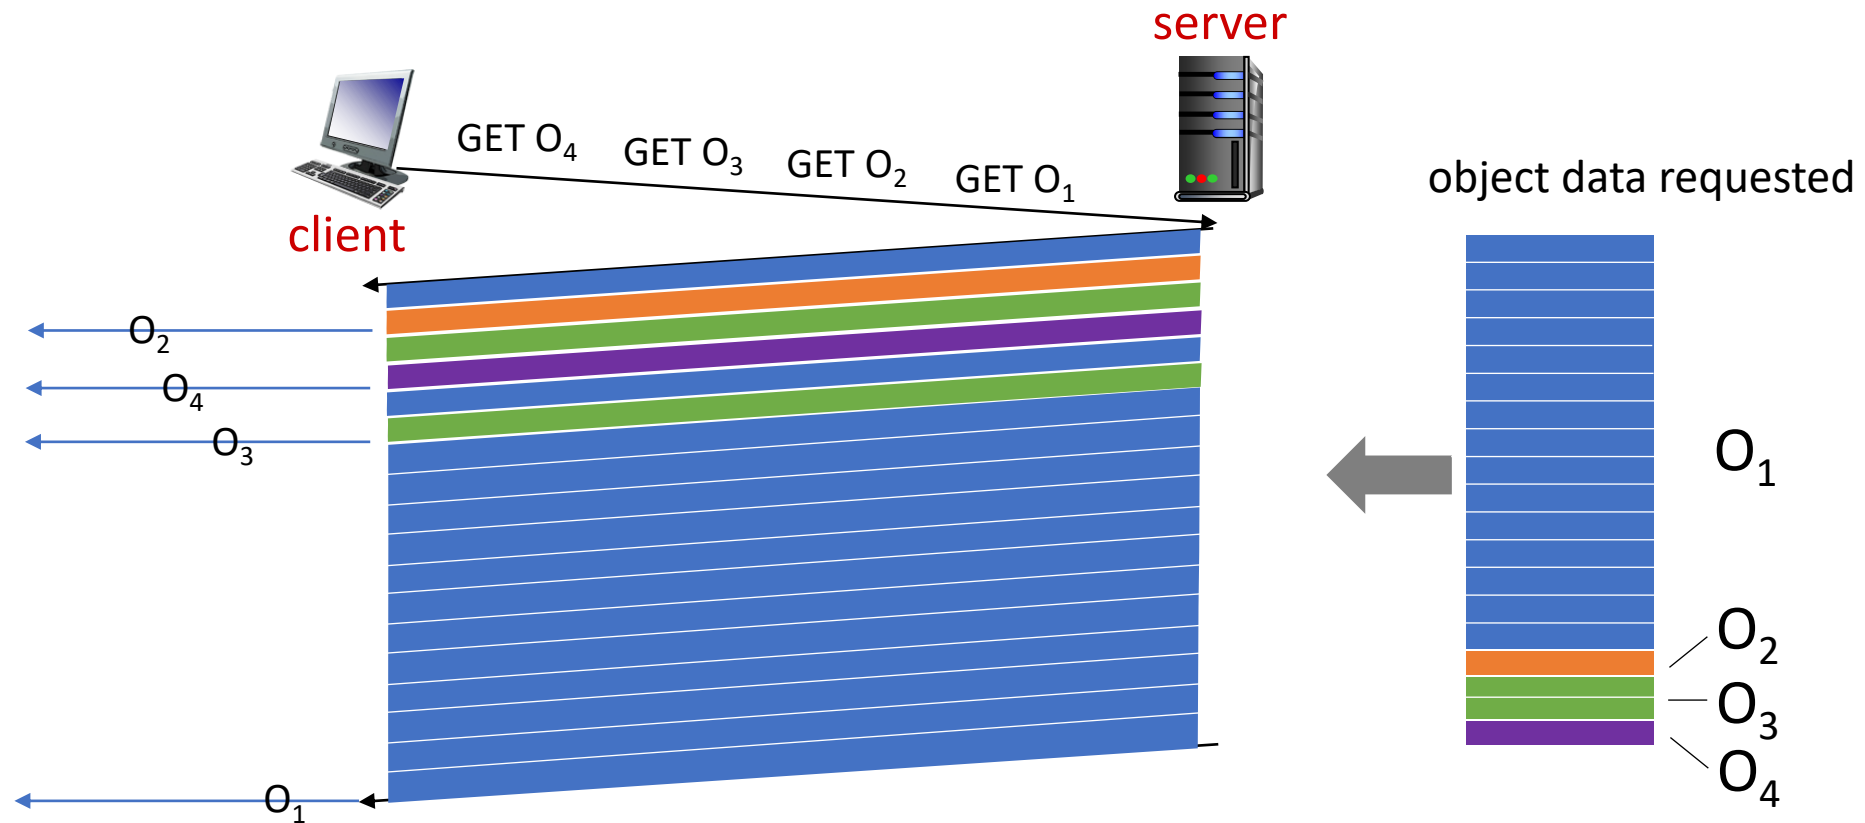 server
GET O₄
GET O₃
GET O₂
GET O₁
object data requested
client
O₂
O₄
O₃
O₁
O₂
O₃
O₄
O₁